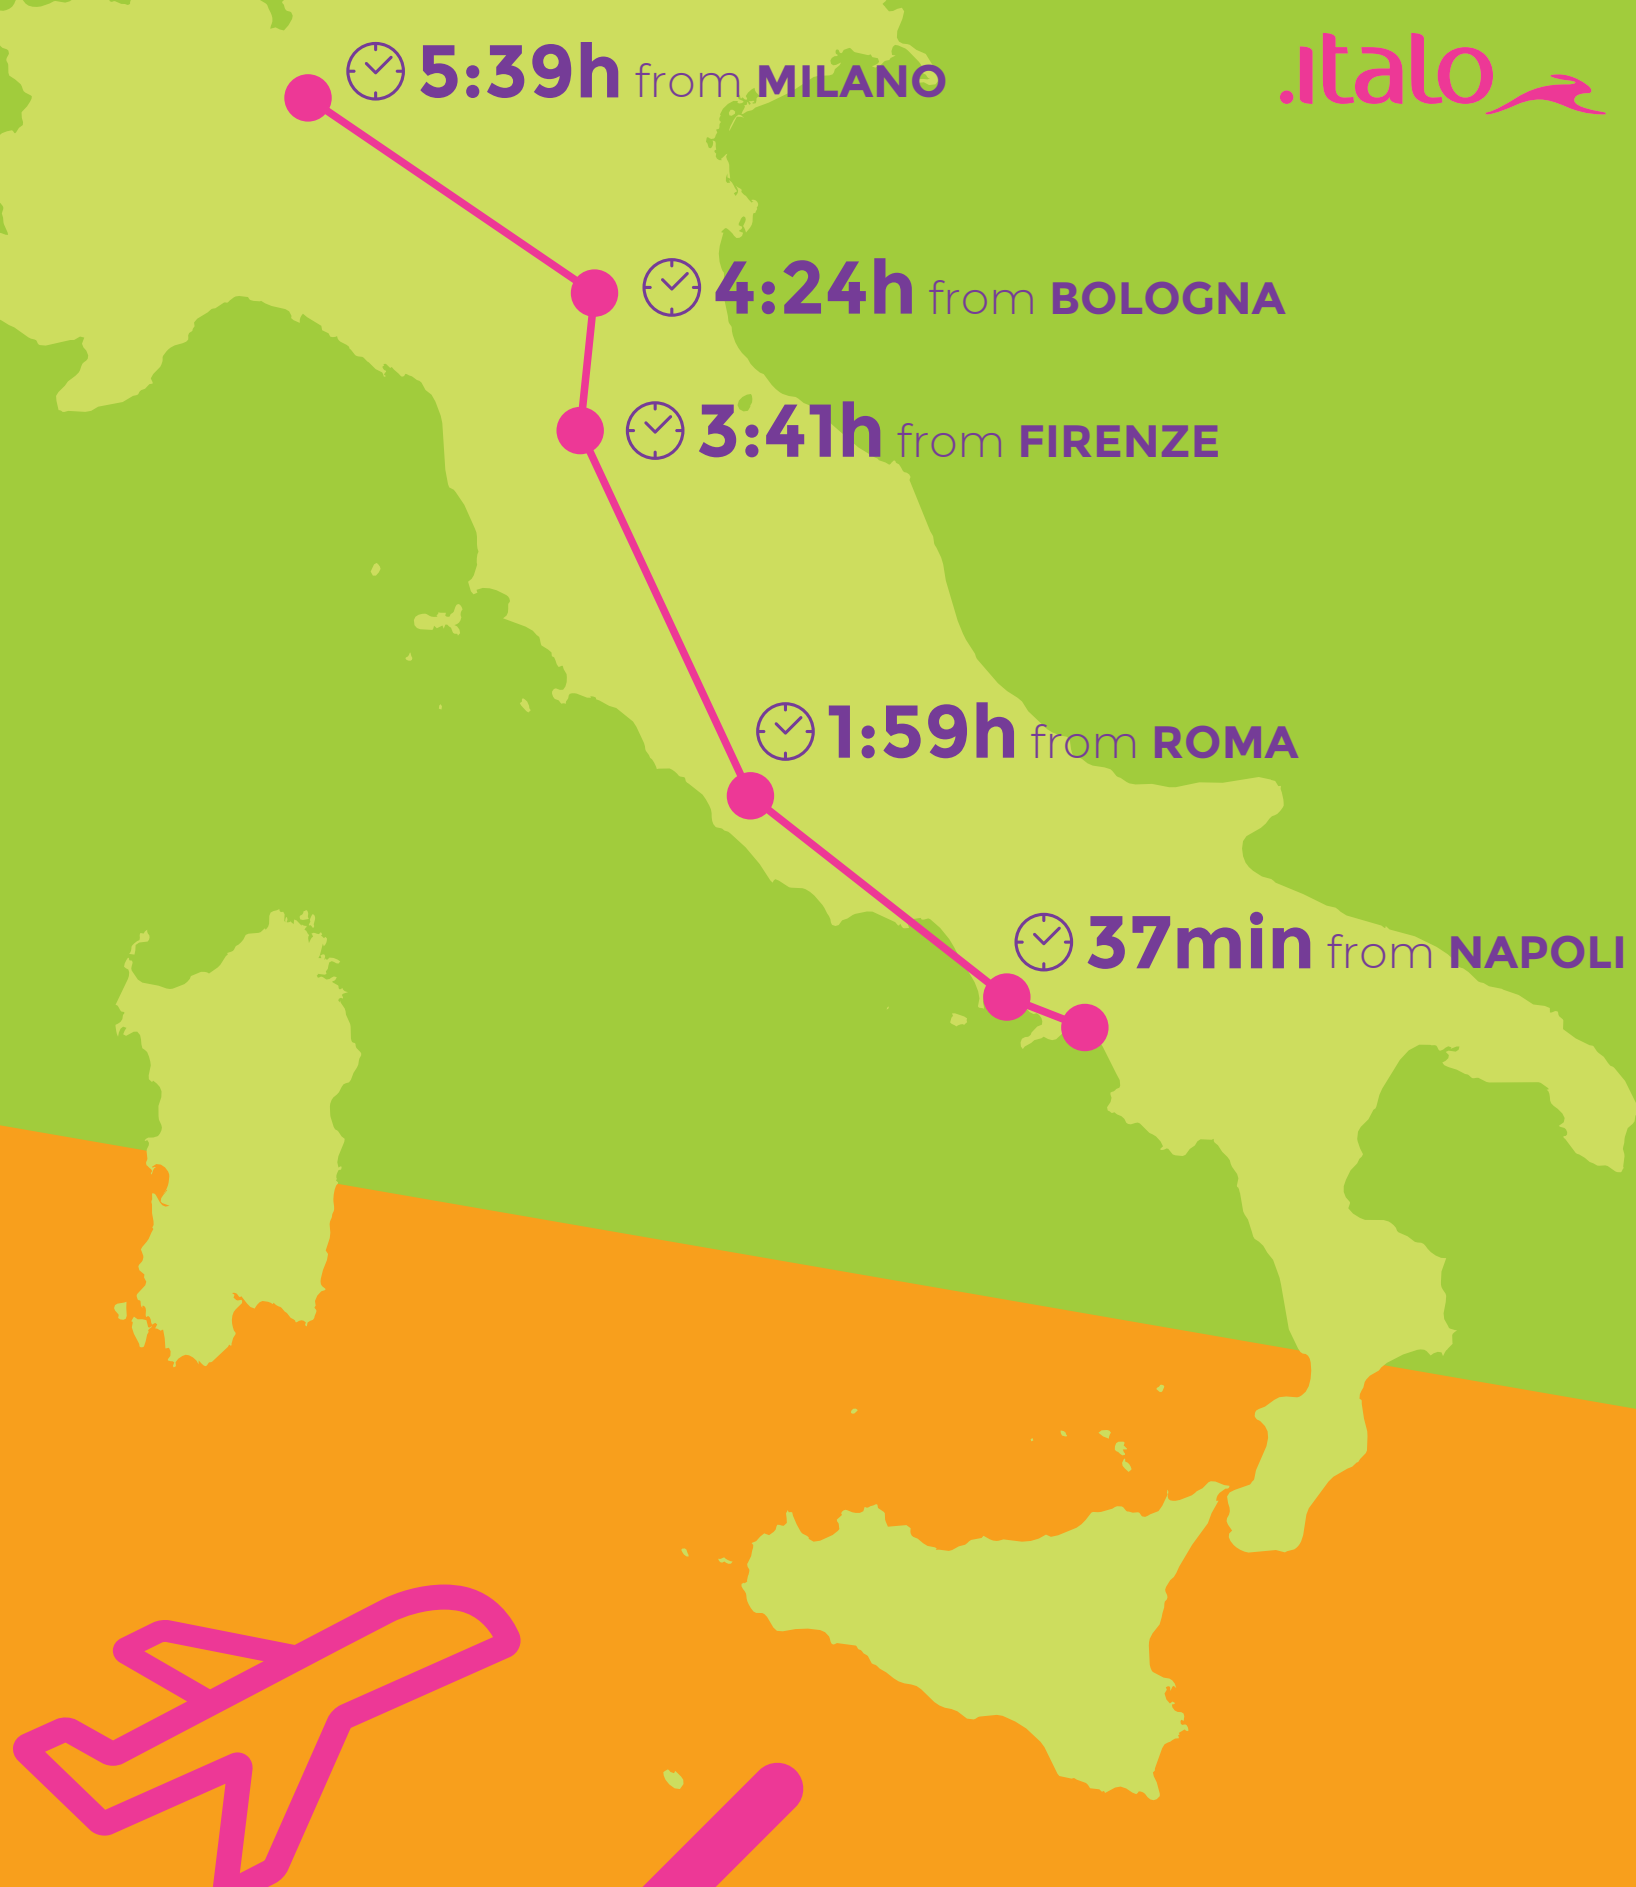 5:39h from MILANO
.ıtalo
4:24h from BOLOGNA
3:41h from FIRENZE
1:59h from ROMA
37min from NAPOLI